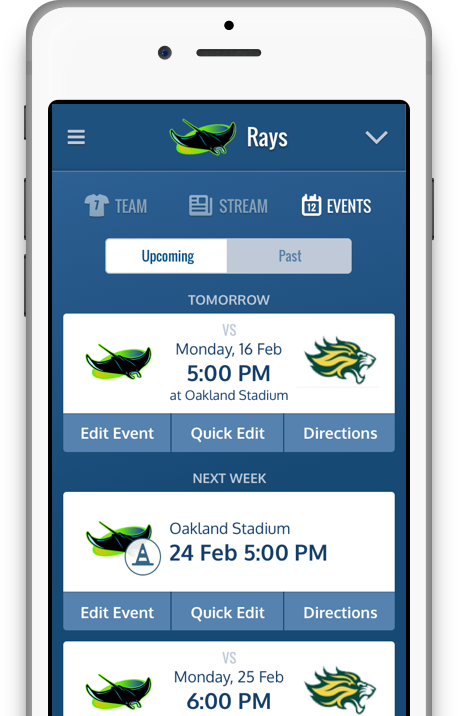 Rays
7 TEAM STREAM 12 EVENTS
Upcoming Past
TOMORROW
VS
Monday, 16 Feb
5:00 PM
at Oakland Stadium
Edit Event Quick Edit Directions
NEXT WEEK
Oakland Stadium
24 Feb 5:00 PM
Edit Event Quick Edit Directions
VS
Monday, 25 Feb
6:00 PM